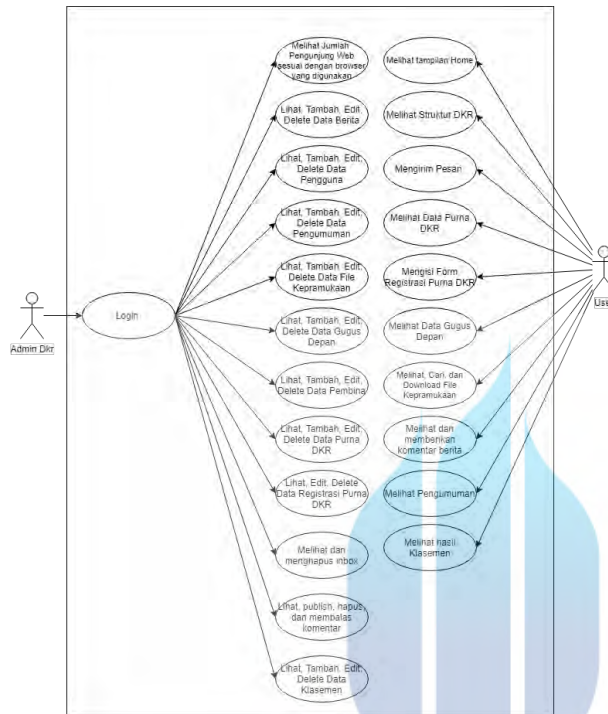 Melihat Jumlah
Pengunjung Web
sesuai dengan browser
yang digunakan
Lihat, Tambah, Edit,
Delete Data Berita
Lihat, Tambah, Edit,
Delete Data
Pengguna
Lihat, Tambah, Edit,
Delete Data
Pengumuman
Lihat, Tambah, Edit,
Delete Data File
Kepramukaan
Lihat, Tambah, Edit,
Delete Data Gugus
Depan
Lihat, Tambah, Edit,
Delete Data Pembina
Lihat, Tambah, Edit,
Delete Data Purna
DKR
Lihat, Edit, Delete
Data Registrasi Purna
DKR
Melihat dan
menghapus inbox
Lihat, publish, hapus
dan membalas
komentar
Lihat, Tambah, Edit,
Delete Data
Klasemen
Melihat tampilan Home
Melihat Struktur DKR
Mengirim Pesan
Melihat Data Purna
DKR
Mengisi Form
Registrasi Purna DKR
Melihat Data Gugus
Depan
Melihat, Cari, dan
Download File
Kepramukaan
Melihat dan
memberikan
komentar berita
Melihat Pengumuman
Melihat hasil
Klasemen
Login
Admin Dkr
Use